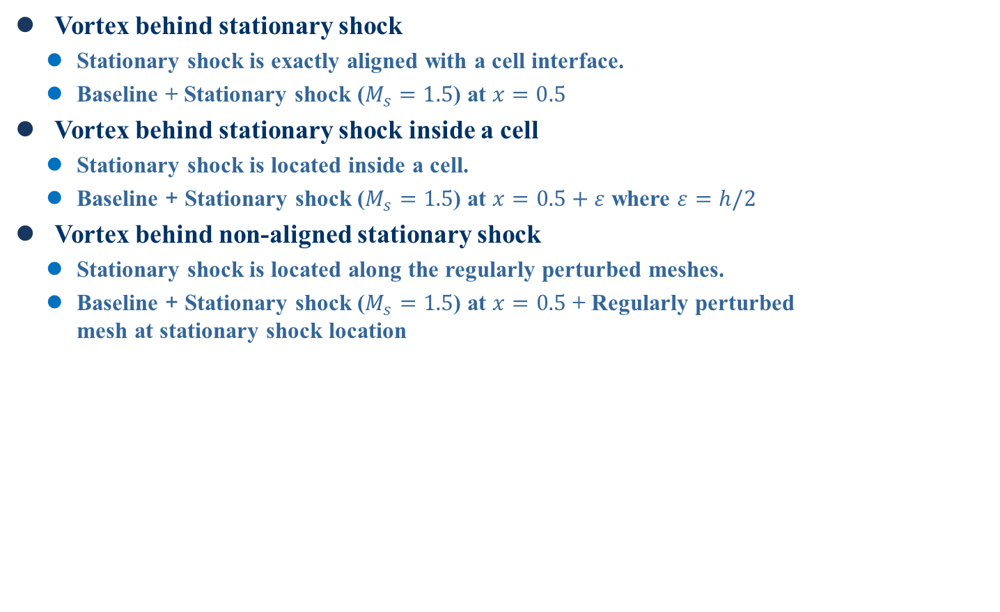 Vortex behind stationary shock
Stationary shock is exactly aligned with a cell interface.
Baseline + Stationary shock (𝑀ₛ = 1.5) at 𝑥 = 0.5
Vortex behind stationary shock inside a cell
Stationary shock is located inside a cell.
Baseline + Stationary shock (𝑀ₛ = 1.5) at 𝑥 = 0.5 + 𝜀 where 𝜀 = ℎ/2
Vortex behind non-aligned stationary shock
Stationary shock is located along the regularly perturbed meshes.
Baseline + Stationary shock (𝑀ₛ = 1.5) at 𝑥 = 0.5 + Regularly perturbed
mesh at stationary shock location